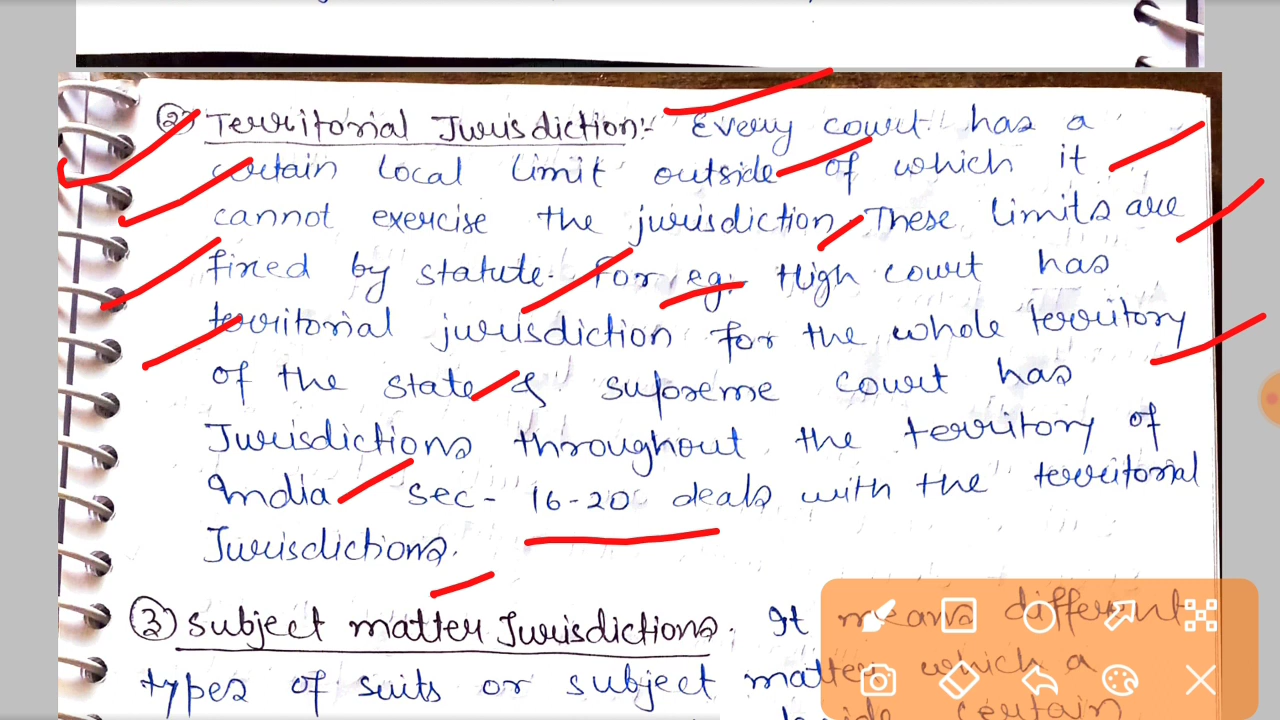 ② Territorial Jurisdiction:- Every court has a
certain local limit outside of which it
cannot exercise the jurisdiction. These limits are
fixed by statute. For eg:- High court has
territorial jurisdiction for the whole territory
of the state & supreme court has
Jurisdictions throughout the territory of
India Sec- 16-20 deals with the territorial
Jurisdictions.
③ Subject matter Jurisdictions. It means different
types of suits or subject matter which a
certain